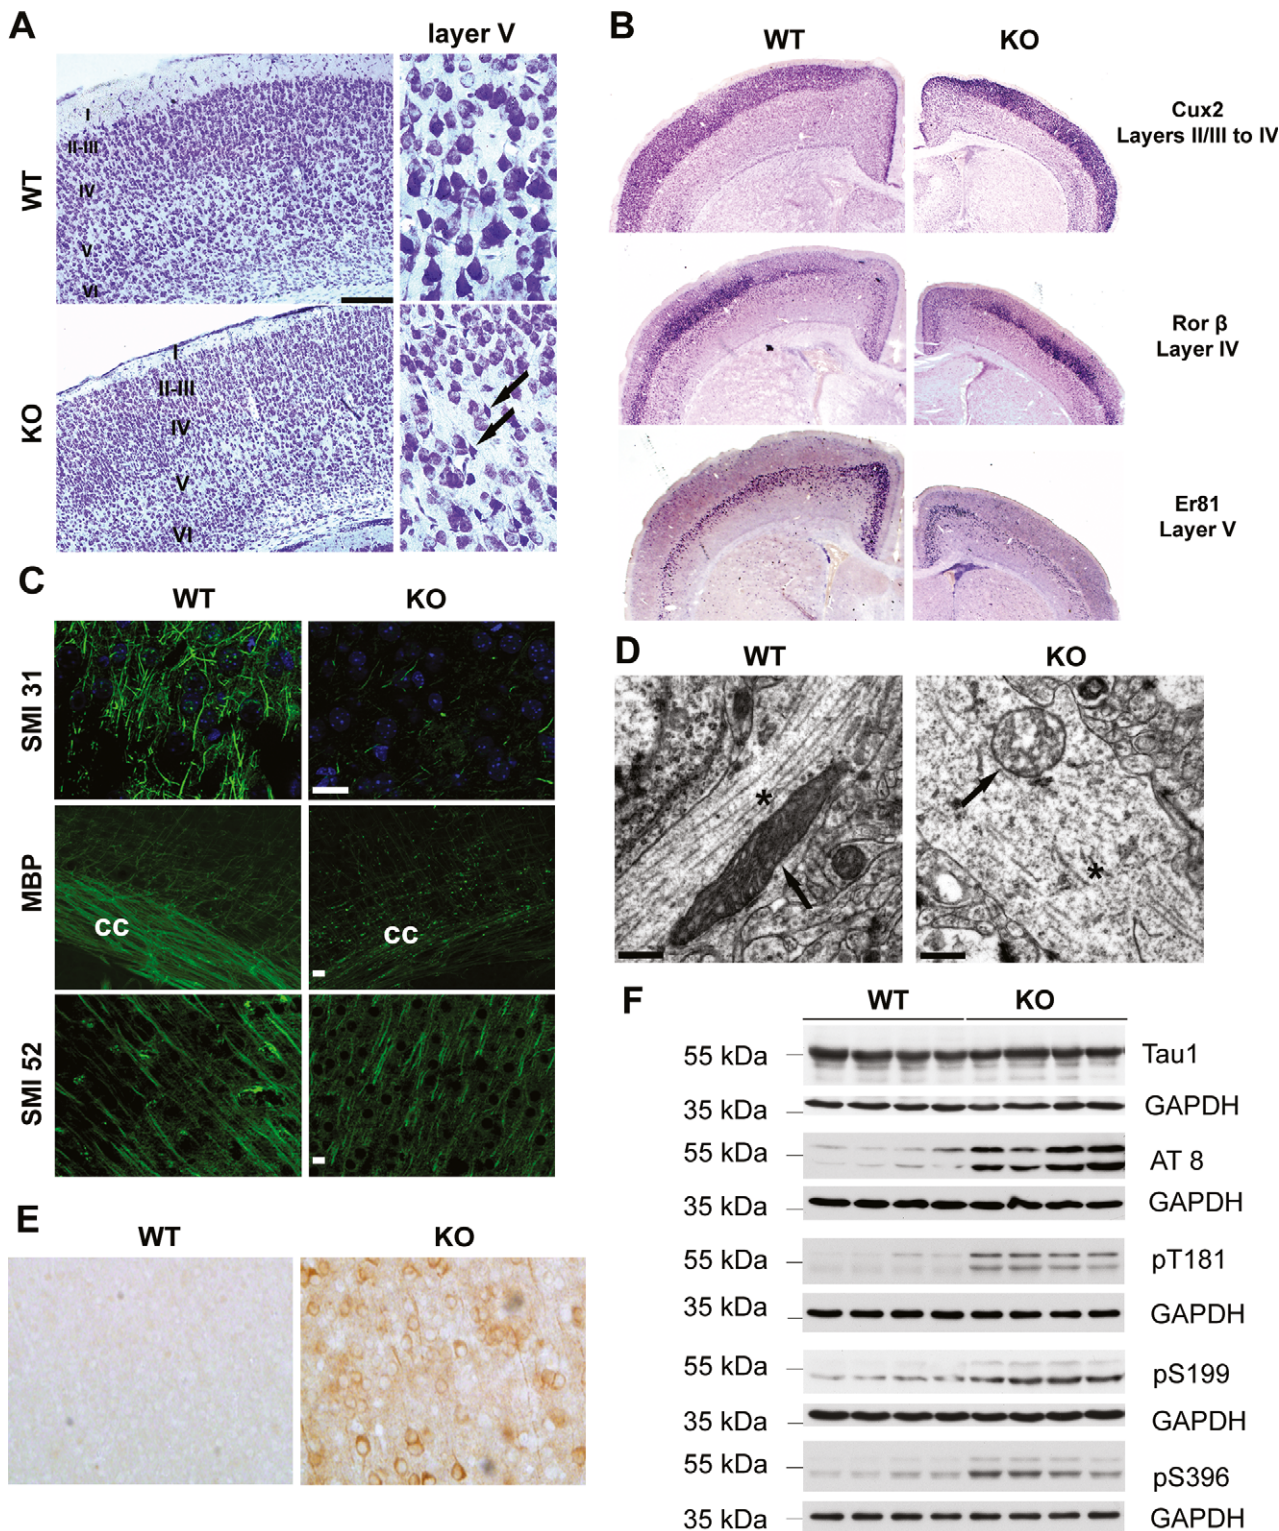 A
layer V
WT
I
II-III
IV
V
VI
KO
I
II-III
IV
V
VI
B
WT
KO
Cux2
Layers II/III to IV
Ror β
Layer IV
Er81
Layer V
C
WT
KO
SMI 31
MBP
cc
cc
SMI 52
D
WT
KO
*
*
E
WT
KO
F
WT
KO
55 kDa
Tau1
35 kDa
GAPDH
55 kDa
AT 8
35 kDa
GAPDH
55 kDa
pT181
35 kDa
GAPDH
55 kDa
pS199
35 kDa
GAPDH
55 kDa
pS396
35 kDa
GAPDH